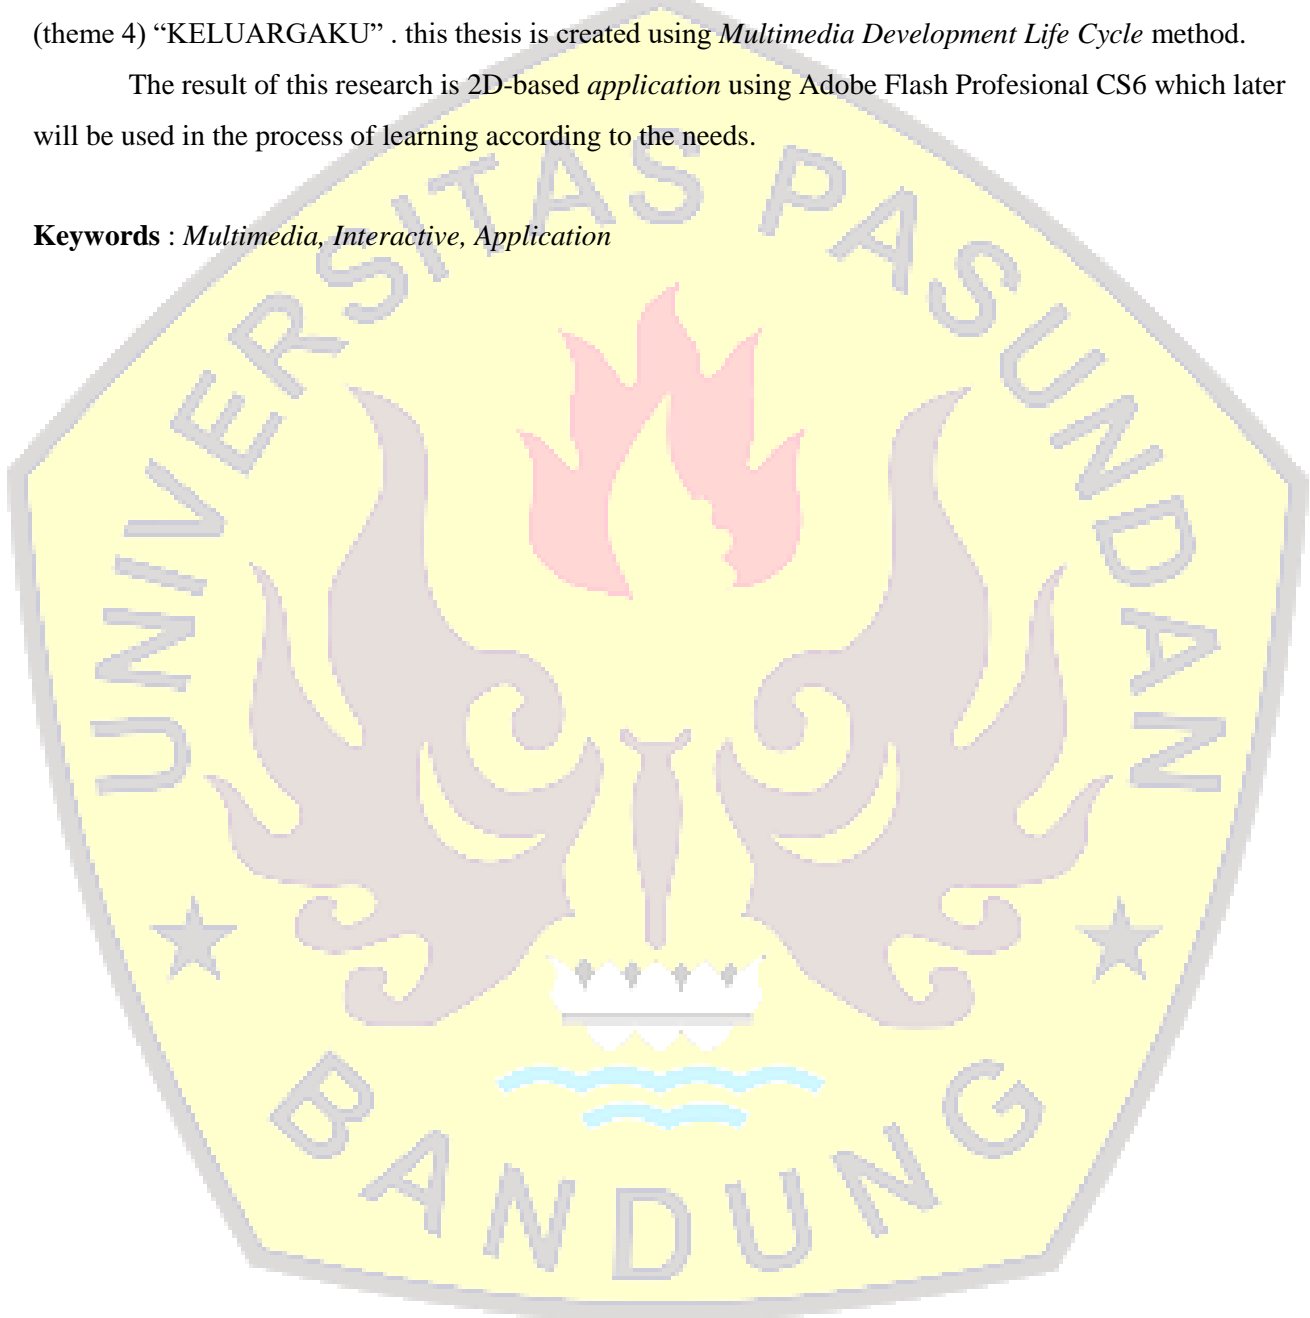 (theme 4) “KELUARGAKU” . this thesis is created using Multimedia Development Life Cycle method.
The result of this research is 2D-based application using Adobe Flash Profesional CS6 which later
will be used in the process of learning according to the needs.
Keywords : Multimedia, Interactive, Application
UNIVERSITAS PASUNDAN
BANDUNG